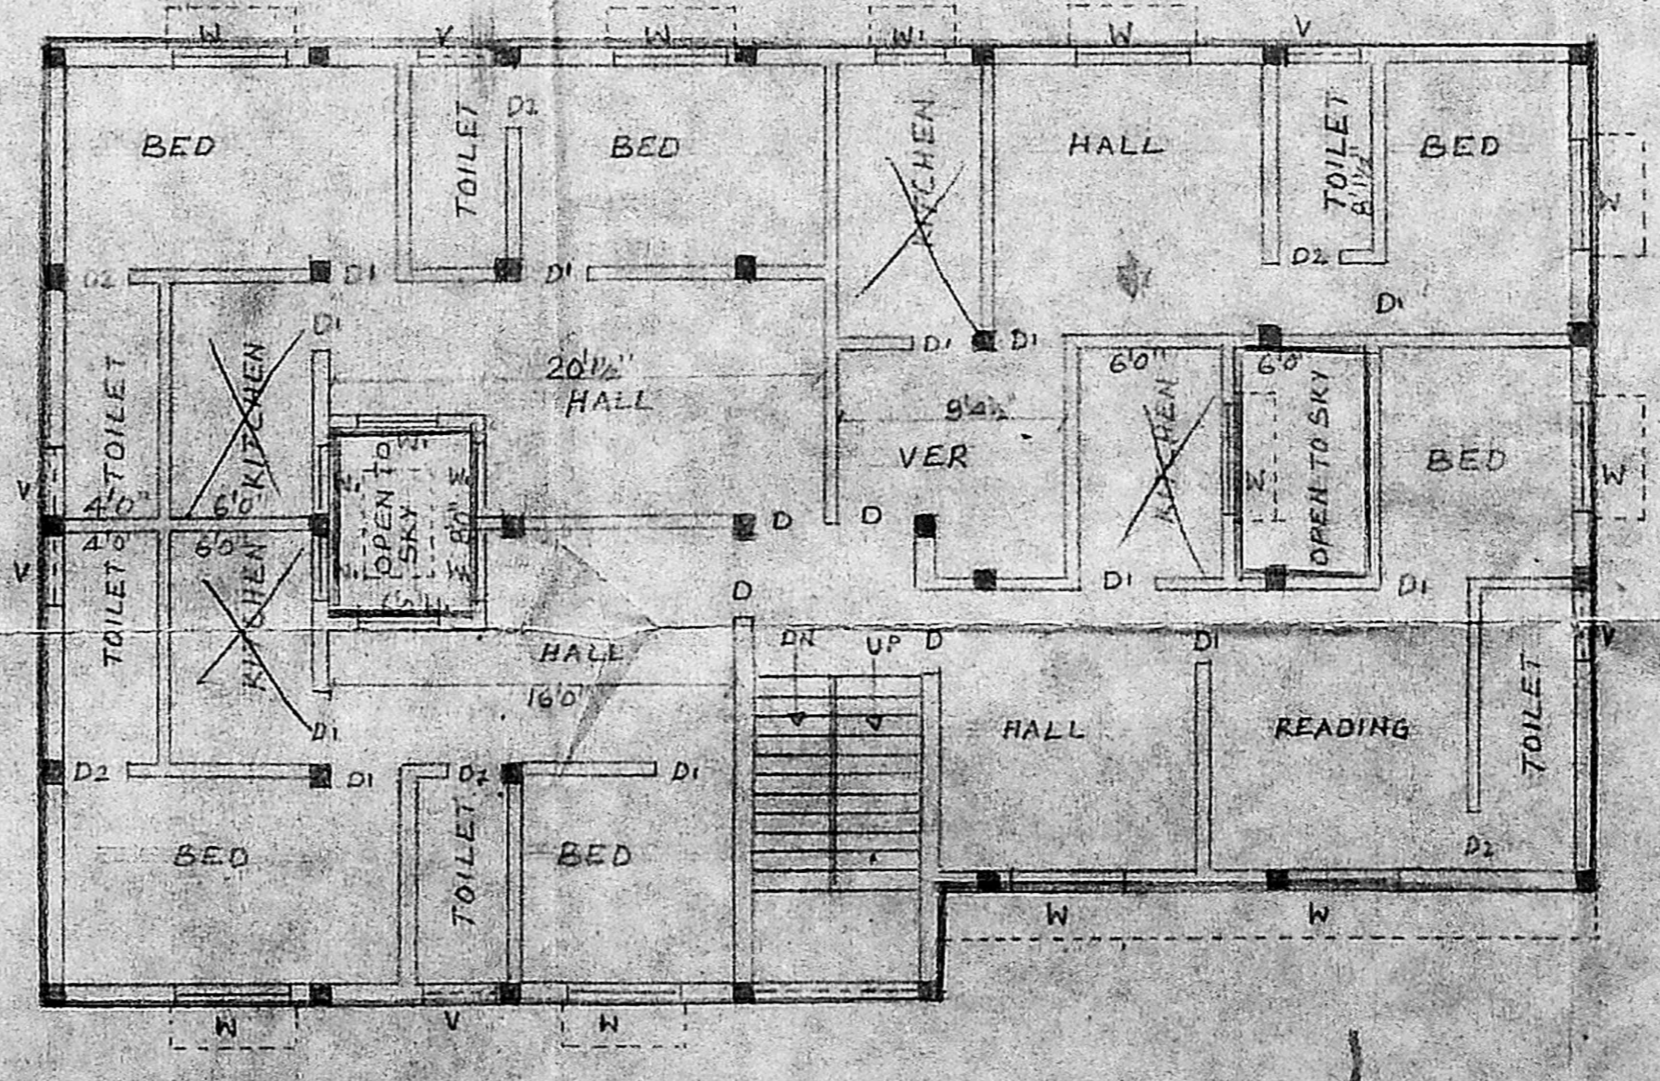 W
V
W
W1
W
V
D2
BED
TOILET
BED
KITCHEN
HALL
TOILET
8'1½"
BED
W
D2
D1
D1
D2
D1
D1
D1
D1
6'0"
6'0"
20'1½"
HALL
TOILET
KITCHEN
9'4½"
VER
KITCHEN
W
OPEN TO SKY
BED
W
V
4'0"
6'0"
OPEN TO
SKY
D
D
V
4'0"
6'0"
TOILET
KITCHEN
D1
D1
D
HALL
16'0"
DN
UP
D
D1
V
HALL
READING
TOILET
D1
D2
D1
D2
D1
BED
TOILET
BED
D2
W
W
W
V
W